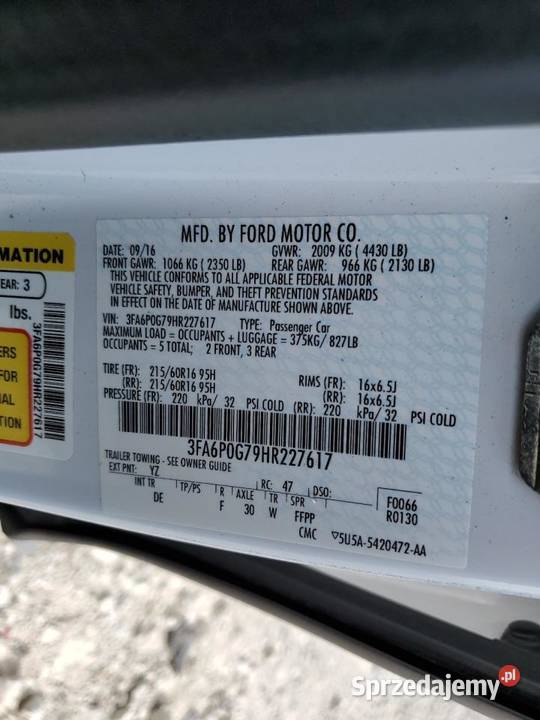 MFD. BY FORD MOTOR CO.
DATE: 09/16 GVWR: 2009 KG ( 4430 LB)
FRONT GAWR: 1066 KG ( 2350 LB) REAR GAWR: 966 KG ( 2130 LB)
THIS VEHICLE CONFORMS TO ALL APPLICABLE FEDERAL MOTOR
VEHICLE SAFETY, BUMPER, AND THEFT PREVENTION STANDARDS
IN EFFECT ON THE DATE OF MANUFACTURE SHOWN ABOVE.
VIN: 3FA6P0G79HR227617 TYPE: Passenger Car
MAXIMUM LOAD = OCCUPANTS + LUGGAGE = 375KG/ 827LB
OCCUPANTS = 5 TOTAL; 2 FRONT, 3 REAR
TIRE (FR): 215/60R16 95H RIMS (FR): 16x6.5J
(RR): 215/60R16 95H (RR): 16x6.5J
PRESSURE (FR): 220 kPa/ 32 PSI COLD (RR): 220 kPa/ 32 PSI COLD
3FA6P0G79HR227617
TRAILER TOWING - SEE OWNER GUIDE
EXT PNT: YZ RC: 47 DSO: F0066
INT TR TP/PS R AXLE TR SPR R0130
DE F 30 W FFPP
CMC 5U5A-5420472-AA
RMATION
EAR: 3
lbs.
3FA6P0G79HR227617
ERS
FOR
AL
TION
Sprzedajemy.pl